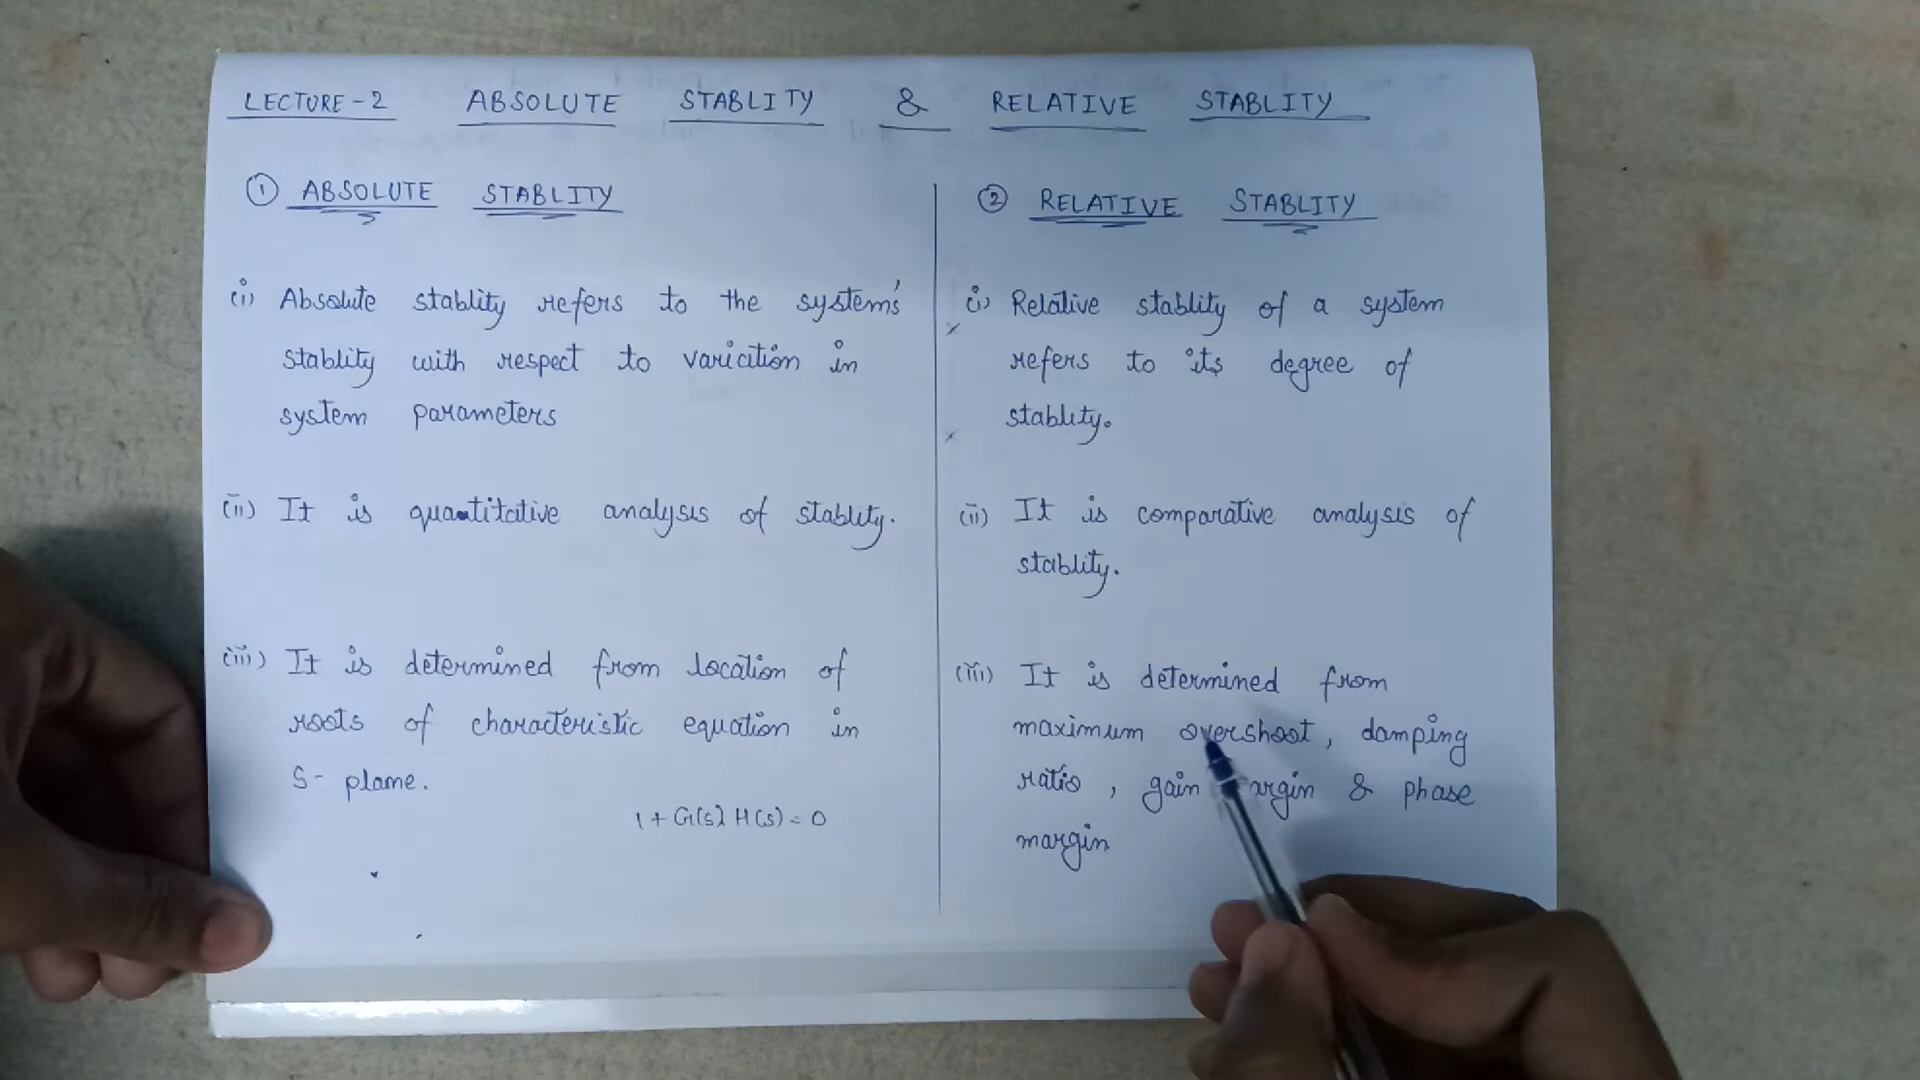 LECTURE-2 ABSOLUTE STABLITY & RELATIVE STABLITY
① ABSOLUTE STABLITY
(i) Absolute stablity refers to the system's
stablity with respect to variation in
system parameters
(ii) It is quantitative analysis of stablity.
(iii) It is determined from location of
roots of characteristic equation in
S-plane.
1+G(s) H(s)=0
② RELATIVE STABLITY
(i) Relative stablity of a system
refers to its degree of
stablity.
(ii) It is comparative analysis of
stablity.
(iii) It is determined from
maximum overshoot, damping
ratio, gain margin & phase
margin